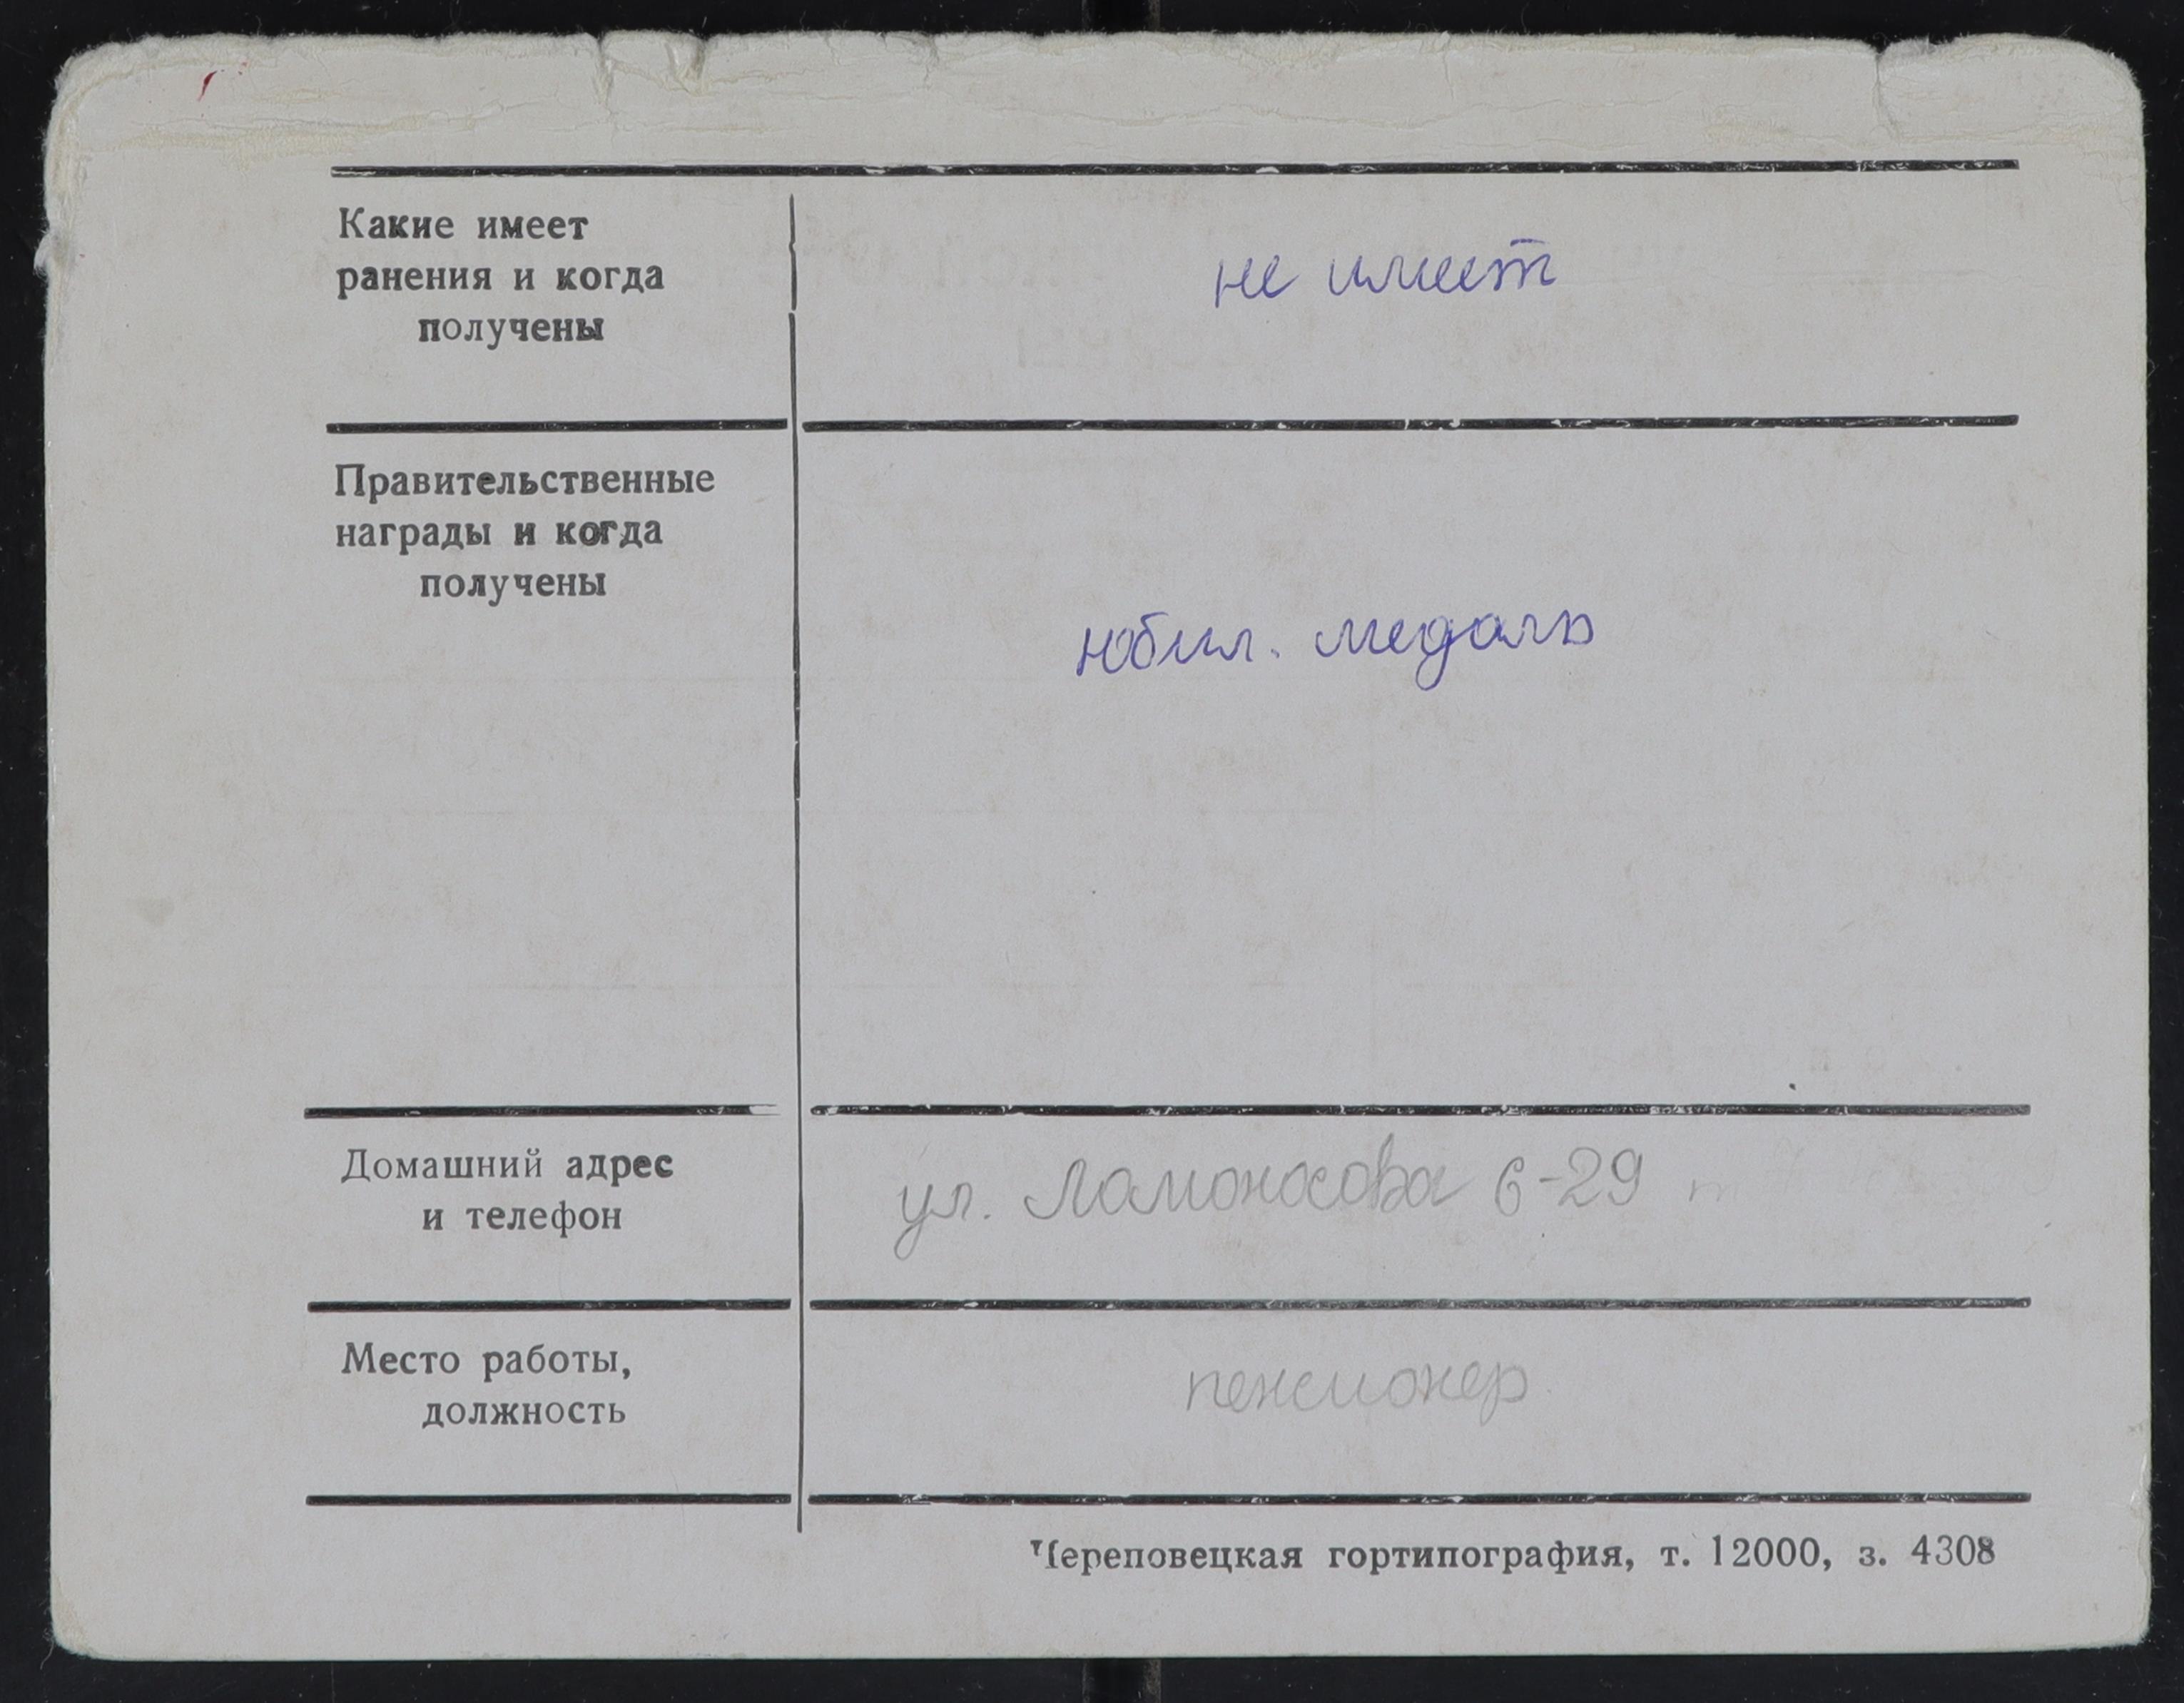 Какие имеет
ранения и когда
получены
не имеет
Правительственные
награды и когда
получены
юбил. медаль
Домашний адрес
и телефон
ул. Ломоносова 6-29
Место работы,
должность
пенсионер
Череповецкая гортипография, т. 12000, з. 4308